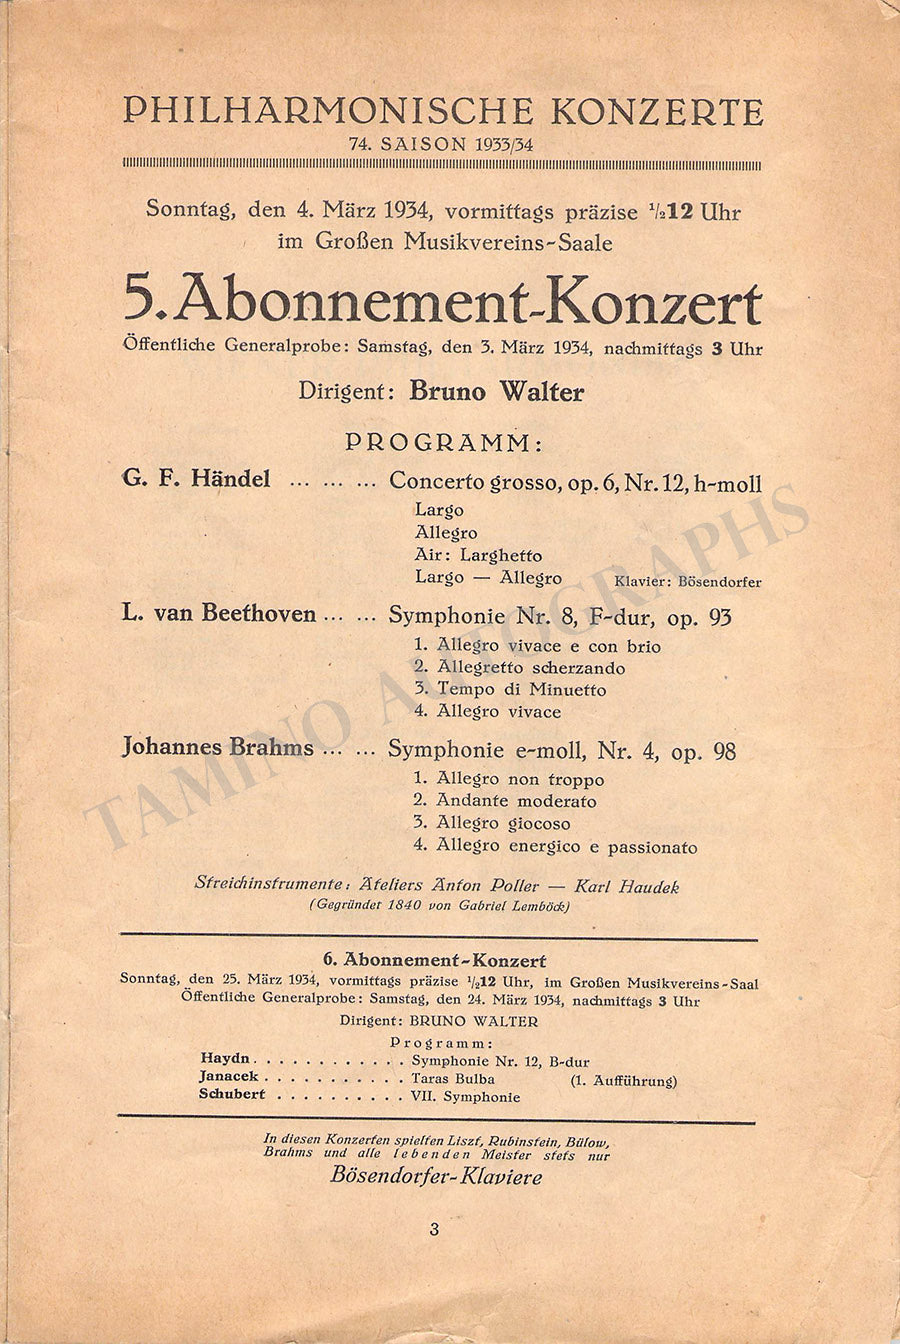 PHILHARMONISCHE KONZERTE
74. SAISON 1933/34
Sonntag, den 4. März 1934, vormittags präzise ½12 Uhr
im Großen Musikvereins-Saale
5. Abonnement-Konzert
Öffentliche Generalprobe: Samstag, den 3. März 1934, nachmittags 3 Uhr
Dirigent: Bruno Walter
PROGRAMM:
G. F. Händel ... ... ... Concerto grosso, op. 6, Nr. 12, h-moll
Largo
Allegro
Air: Larghetto
Largo — Allegro Klavier: Bösendorfer
L. van Beethoven ... ... Symphonie Nr. 8, F-dur, op. 93
1. Allegro vivace e con brio
2. Allegretto scherzando
3. Tempo di Minuetto
4. Allegro vivace
Johannes Brahms ... ... Symphonie e-moll, Nr. 4, op. 98
1. Allegro non troppo
2. Andante moderato
3. Allegro giocoso
4. Allegro energico e passionato
Streichinstrumente: Ateliers Anton Poller — Karl Haudek
(Gegründet 1840 von Gabriel Lemböck)
6. Abonnement-Konzert
Sonntag, den 25. März 1934, vormittags präzise ½12 Uhr, im Großen Musikvereins-Saal
Öffentliche Generalprobe: Samstag, den 24. März 1934, nachmittags 3 Uhr
Dirigent: BRUNO WALTER
Programm:
Haydn . . . . . . . . . . . . Symphonie Nr. 12, B-dur
Janacek . . . . . . . . . . . Taras Bulba (1. Aufführung)
Schubert . . . . . . . . . . VII. Symphonie
In diesen Konzerten spielten Liszt, Rubinstein, Bülow,
Brahms und alle lebenden Meister stets nur
Bösendorfer-Klaviere
3
TAMINO AUTOGRAPHS